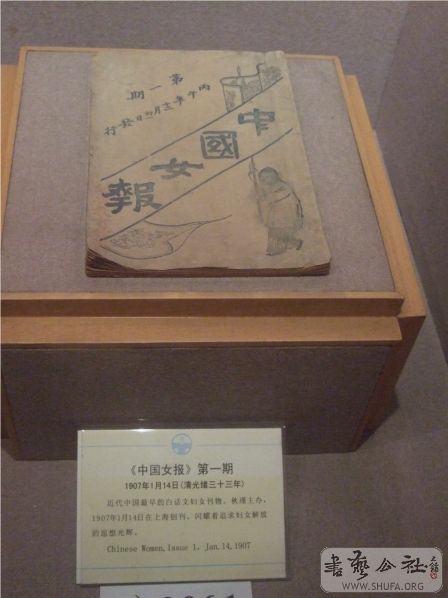 第一期
丙午年十二月初一日發行
中國女報
《中国女报》第一期
1907年1月14日(清光绪三十三年)
近代中国最早的白话文妇女刊物。秋瑾主办，
1907年1月14日在上海创刊。闪耀着追求妇女解放
的思想光辉。
Chinese Women,Issue 1, Jan.14,1907
書藝公社
WWW.SHUFA.ORG